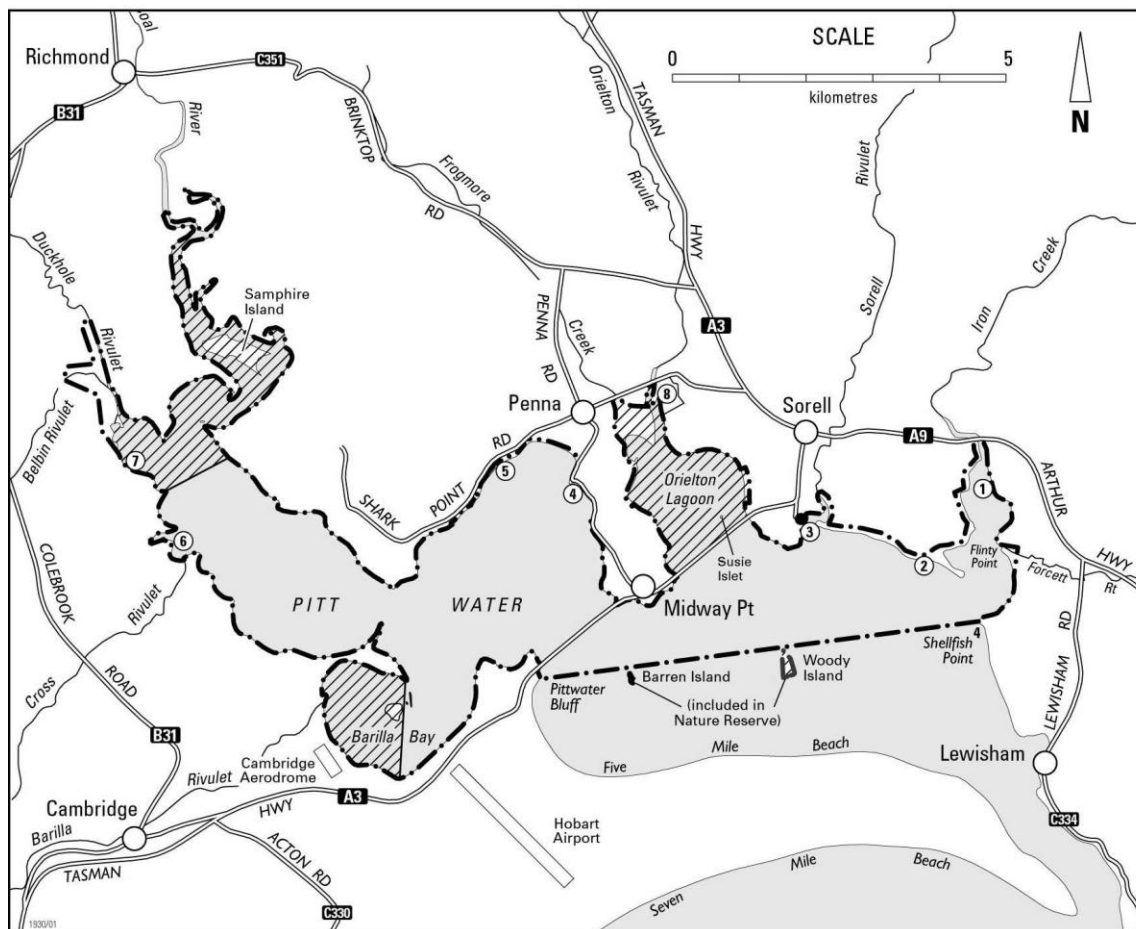 Coal
River
Richmond
C351
B31
BRINKTOP
RD
Frogmore
Creek
Orielton
Rivulet
TASMAN
HWY
SCALE
0
5
kilometres
N
Duckhole
Rivulet
Samphire
Island
Belbin Rivulet
PENNA
RD
A3
Sorell
Rivulet
Iron
Creek
Penna
8
Sorell
A9
ARTHUR
HWY
7
SHARK
POINT
RD
5
4
Orielton
Lagoon
1
3
2
Flinty
Point
Forcett
Rt
6
Susie
Islet
COLEBROOK
ROAD
B31
Cross
Rivulet
PITT
WATER
Midway Pt
4
Shellfish
Point
LEWISHAM
RD
Pittwater
Bluff
Barren Island
Woody
Island
(included in
Nature Reserve)
Barilla
Bay
Cambridge
Aerodrome
Five
Mile
Beach
Lewisham
Cambridge
Barilla
Rivulet
TASMAN
HWY
A3
Hobart
Airport
C334
ACTON RD
C330
Seven
Mile
Beach
1930/01